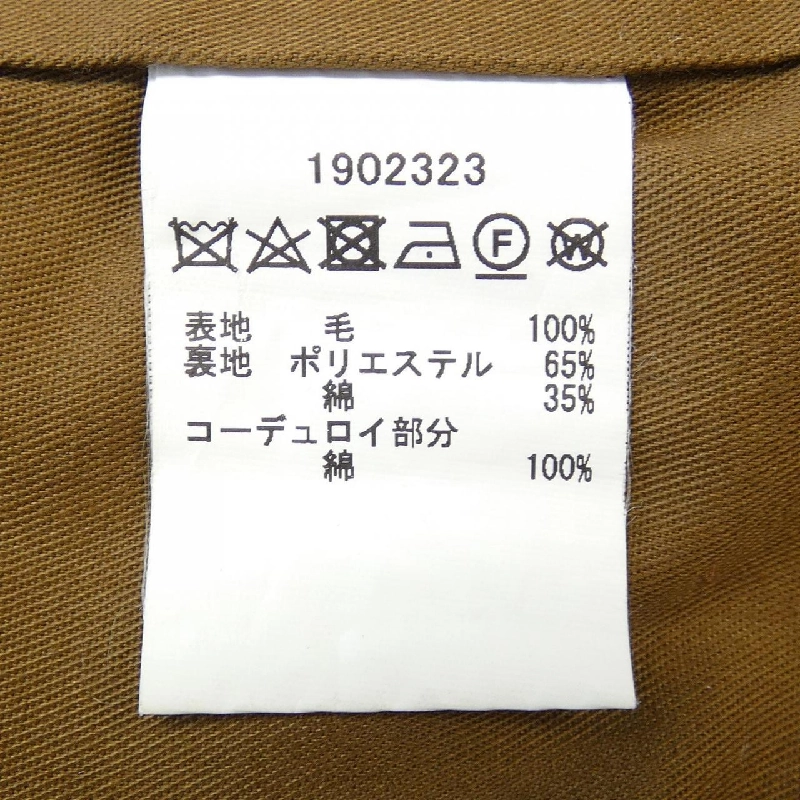 1902323
F W
表地 毛 100%
裏地 ポリエステル 65%
綿 35%
コーデュロイ部分
綿 100%